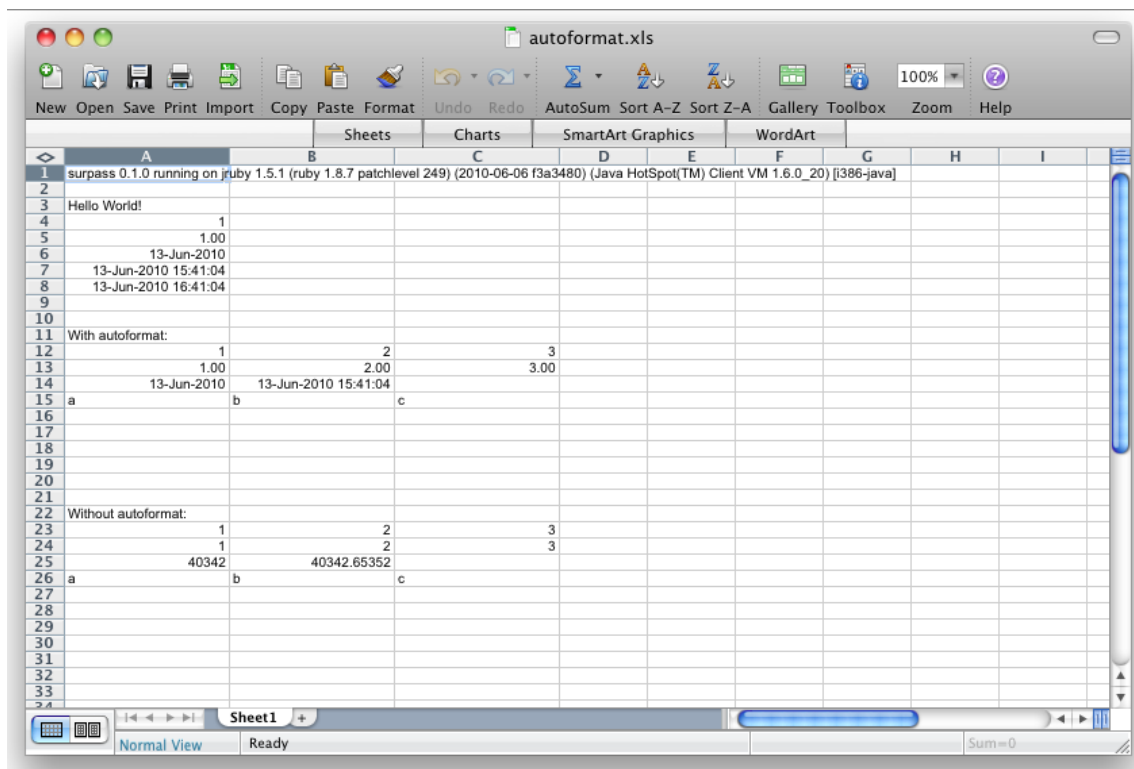 autoformat.xls
100%
New Open Save Print Import Copy Paste Format Undo Redo AutoSum Sort A-Z Sort Z-A Gallery Toolbox Zoom Help
Sheets Charts SmartArt Graphics WordArt
A B C D E F G H I
1 surpass 0.1.0 running on jruby 1.5.1 (ruby 1.8.7 patchlevel 249) (2010-06-06 f3a3480) (Java HotSpot(TM) Client VM 1.6.0_20) [i386-java]
2
3 Hello World!
4 1
5 1.00
6 13-Jun-2010
7 13-Jun-2010 15:41:04
8 13-Jun-2010 16:41:04
9
10
11 With autoformat:
12 1 2 3
13 1.00 2.00 3.00
14 13-Jun-2010 13-Jun-2010 15:41:04
15 a b c
16
17
18
19
20
21
22 Without autoformat:
23 1 2 3
24 1 2 3
25 40342 40342.65352
26 a b c
27
28
29
30
31
32
33
34
Sheet1 +
Normal View Ready Sum=0